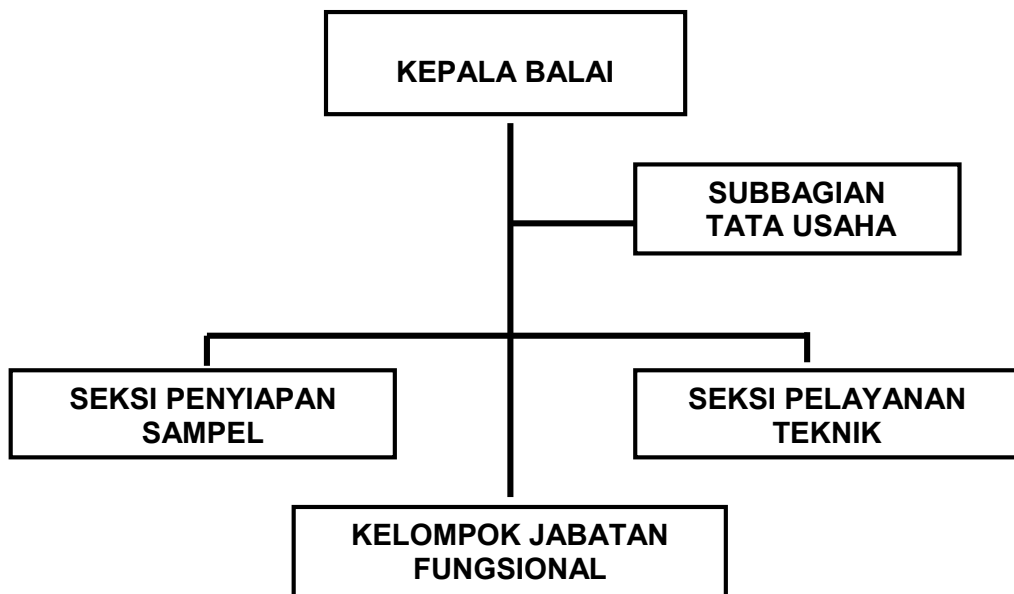 KEPALA BALAI
SUBBAGIAN
TATA USAHA
SEKSI PENYIAPAN
SAMPEL
SEKSI PELAYANAN
TEKNIK
KELOMPOK JABATAN
FUNGSIONAL